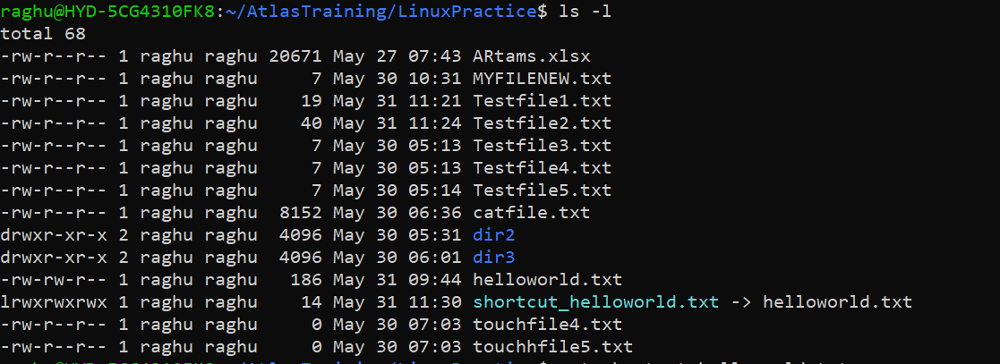 raghu@HYD-5CG4310FK8:~/AtlasTraining/LinuxPractice$ ls -l
total 68
-rw-r--r-- 1 raghu raghu 20671 May 27 07:43 ARtams.xlsx
-rw-r--r-- 1 raghu raghu     7 May 30 10:31 MYFILENEW.txt
-rw-r--r-- 1 raghu raghu    19 May 31 11:21 Testfile1.txt
-rw-r--r-- 1 raghu raghu    40 May 31 11:24 Testfile2.txt
-rw-r--r-- 1 raghu raghu     7 May 30 05:13 Testfile3.txt
-rw-r--r-- 1 raghu raghu     7 May 30 05:13 Testfile4.txt
-rw-r--r-- 1 raghu raghu     7 May 30 05:14 Testfile5.txt
-rw-r--r-- 1 raghu raghu  8152 May 30 06:36 catfile.txt
drwxr-xr-x 2 raghu raghu  4096 May 30 05:31 dir2
drwxr-xr-x 2 raghu raghu  4096 May 30 06:01 dir3
-rw-rw-r-- 1 raghu raghu   186 May 31 09:44 helloworld.txt
lrwxrwxrwx 1 raghu raghu    14 May 31 11:30 shortcut_helloworld.txt -> helloworld.txt
-rw-r--r-- 1 raghu raghu     0 May 30 07:03 touchfile4.txt
-rw-r--r-- 1 raghu raghu     0 May 30 07:03 touchhfile5.txt